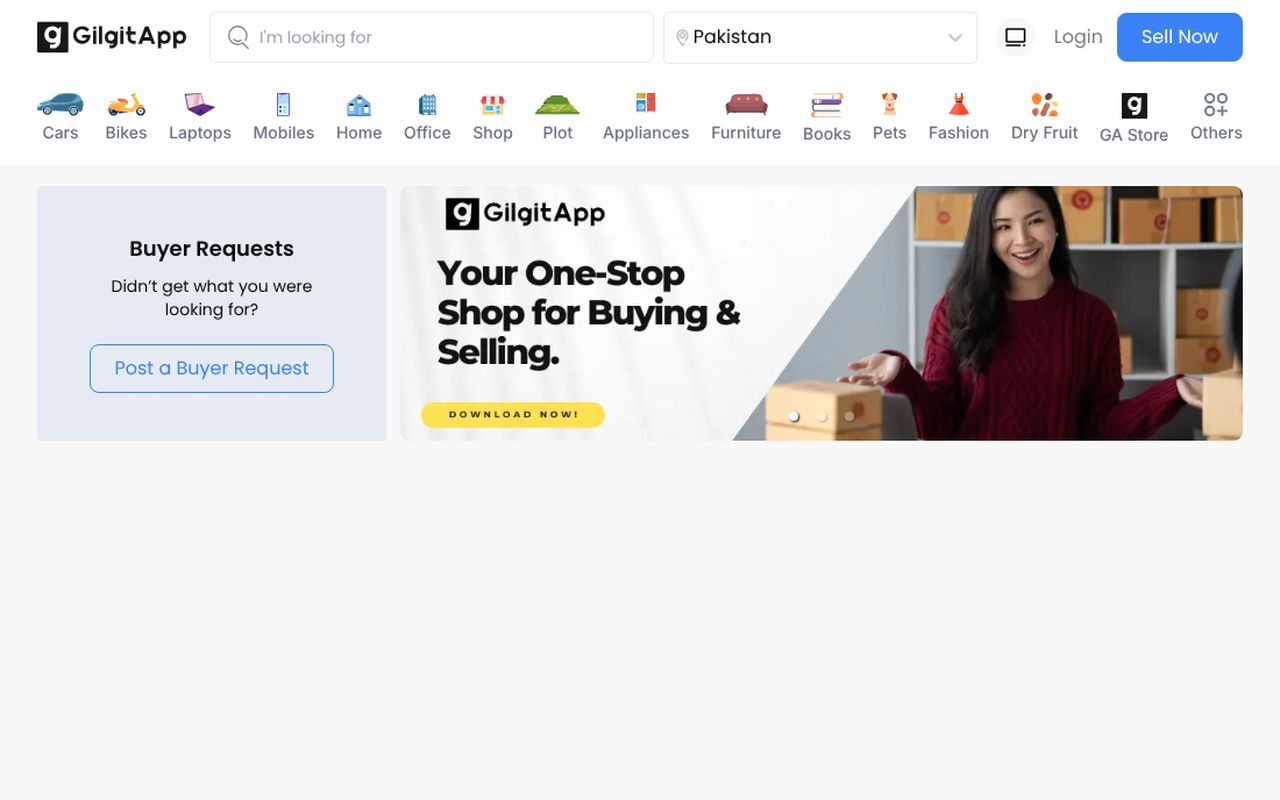 GilgitApp
I'm looking for
Pakistan
Login
Sell Now
Cars
Bikes
Laptops
Mobiles
Home
Office
Shop
Plot
Appliances
Furniture
Books
Pets
Fashion
Dry Fruit
GA Store
Others
Buyer Requests
Didn’t get what you were
looking for?
Post a Buyer Request
GilgitApp
Your One-Stop
Shop for Buying &
Selling.
DOWNLOAD NOW!